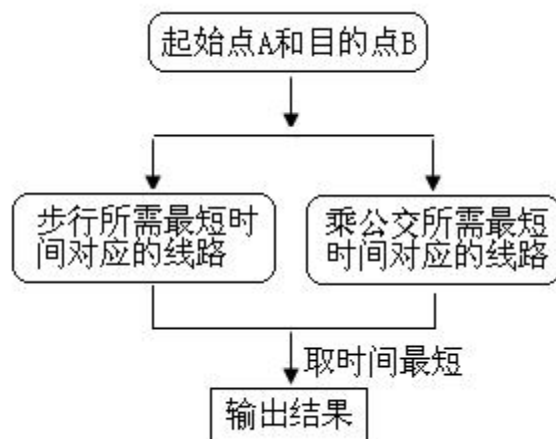 起始点A和目的点B
步行所需最短时
间对应的线路
乘公交所需最短
时间对应的线路
取时间最短
输出结果